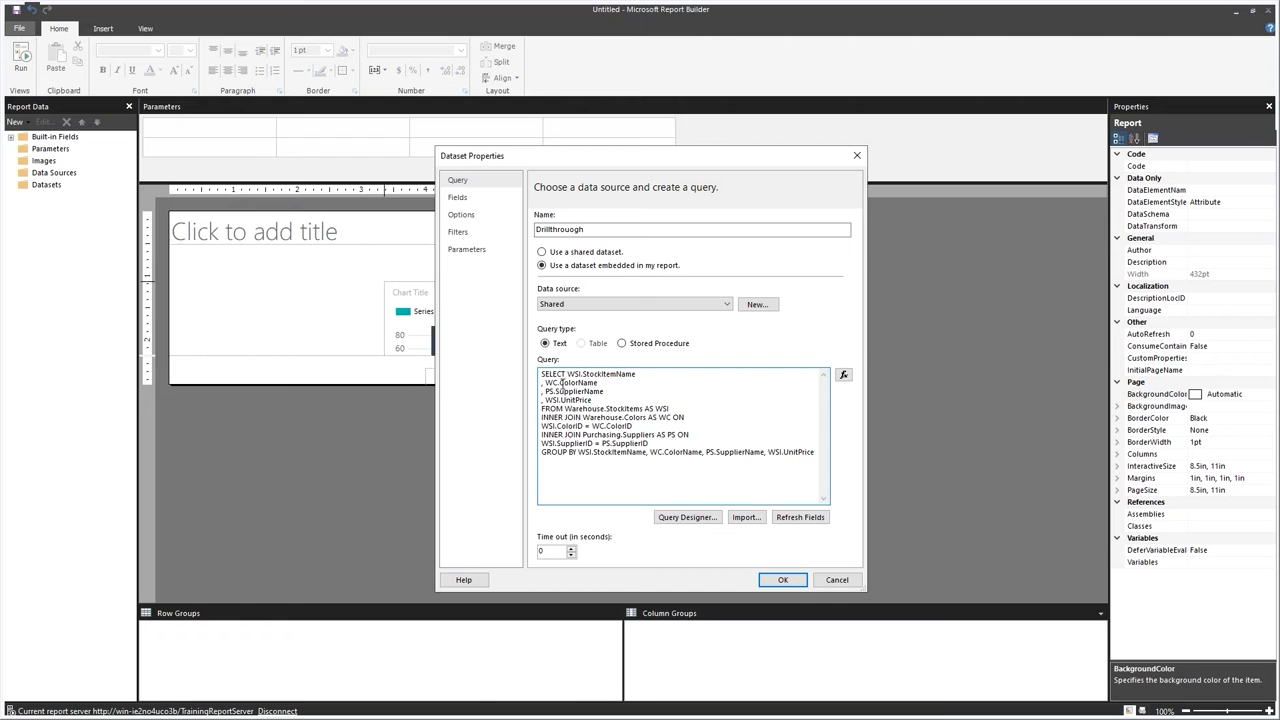 Untitled - Microsoft Report Builder
File
Home
Insert
View
Run
Paste
1 pt
Merge
Split
Align
Views
Clipboard
Font
Paragraph
Border
Number
Layout
Report Data
New
Edit...
Built-in Fields
Parameters
Images
Data Sources
Datasets
Parameters
Click to add title
Chart Title
Series
80
60
Dataset Properties
Query
Fields
Options
Filters
Parameters
Choose a data source and create a query.
Name:
Drillthrouogh
Use a shared dataset.
Use a dataset embedded in my report.
Data source:
Shared
New...
Query type:
Text
Table
Stored Procedure
Query:
SELECT WSI.StockItemName
, WC.ColorName
, PS.SupplierName
, WSI.UnitPrice
FROM Warehouse.StockItems AS WSI
INNER JOIN Warehouse.Colors AS WC ON
WSI.ColorID = WC.ColorID
INNER JOIN Purchasing.Suppliers AS PS ON
WSI.SupplierID = PS.SupplierID
GROUP BY WSI.StockItemName, WC.ColorName, PS.SupplierName, WSI.UnitPrice
Query Designer...
Import...
Refresh Fields
Time out (in seconds):
0
Help
OK
Cancel
Properties
Report
Code
Code
Data Only
DataElementNam
DataElementStyle Attribute
DataSchema
DataTransform
General
Author
Description
Width 432pt
Localization
DescriptionLocID
Language
Other
AutoRefresh 0
ConsumeContain False
CustomProperties
InitialPageName
Page
BackgroundColor Automatic
BackgroundImag
BorderColor Black
BorderStyle None
BorderWidth 1pt
Columns
InteractiveSize 8.5in, 11in
Margins 1in, 1in, 1in, 1in
PageSize 8.5in, 11in
References
Assemblies
Classes
Variables
DeferVariableEval False
Variables
BackgroundColor
Specifies the background color of the item.
Row Groups
Column Groups
Current report server http://win-ie2no4uco3b/TrainingReportServer Disconnect
100%